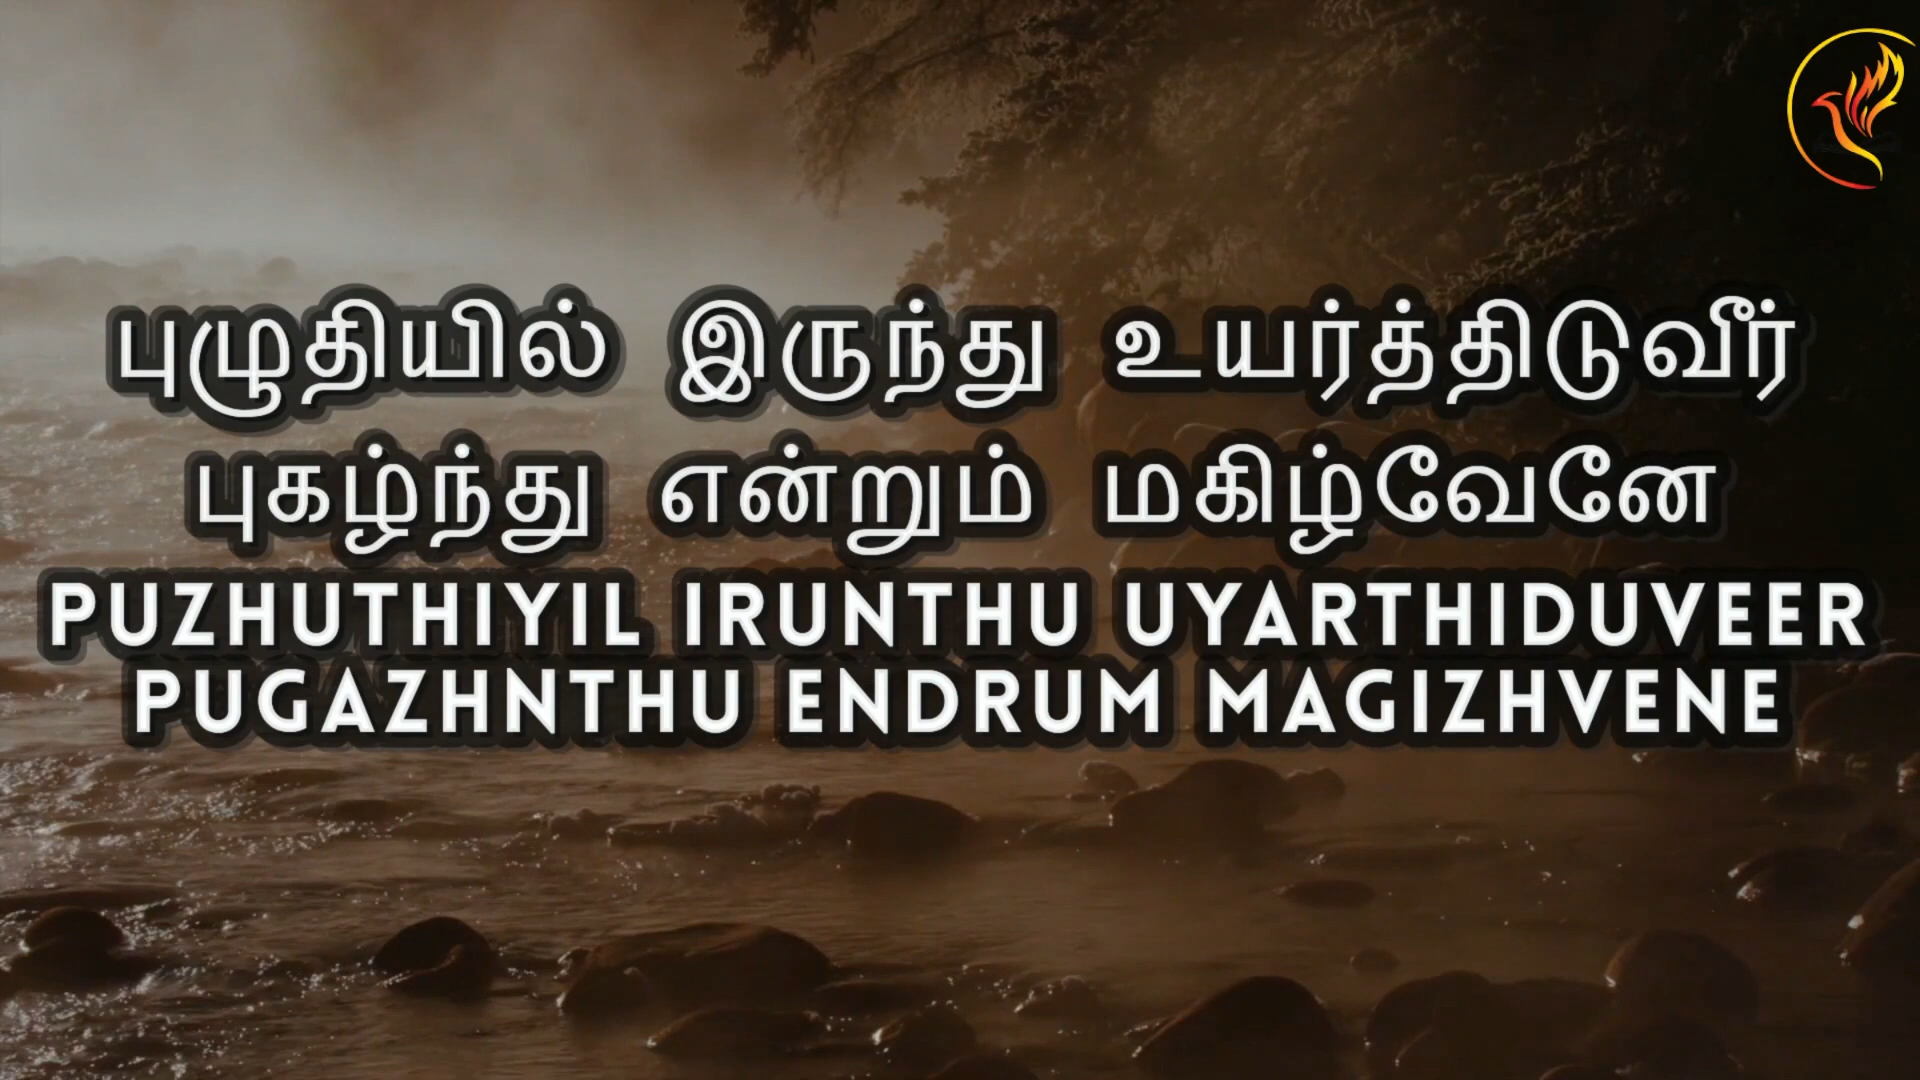 புழுதியில் இருந்து உயர்த்திடுவீர்
புகழ்ந்து என்றும் மகிழ்வேனே
PUZHUTHIYIL IRUNTHU UYARTHIDUVEER
PUGAZHNTHU ENDRUM MAGIZHVENE